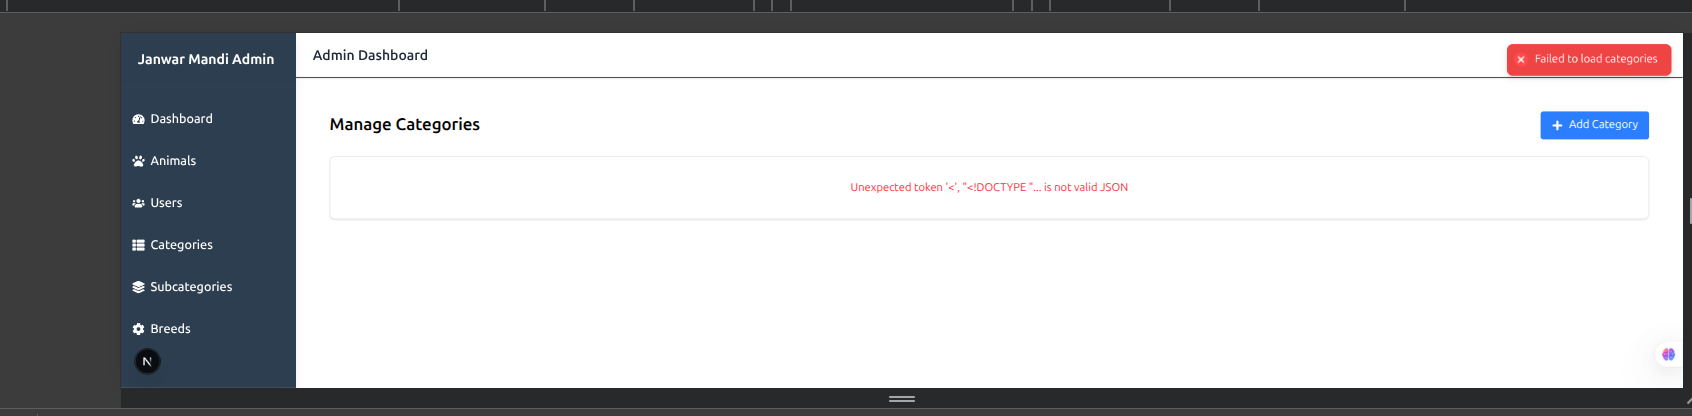 Janwar Mandi Admin
Admin Dashboard
Failed to load categories
Dashboard
Animals
Users
Categories
Subcategories
Breeds
N
Manage Categories
Add Category
Unexpected token '<', "<!DOCTYPE "... is not valid JSON